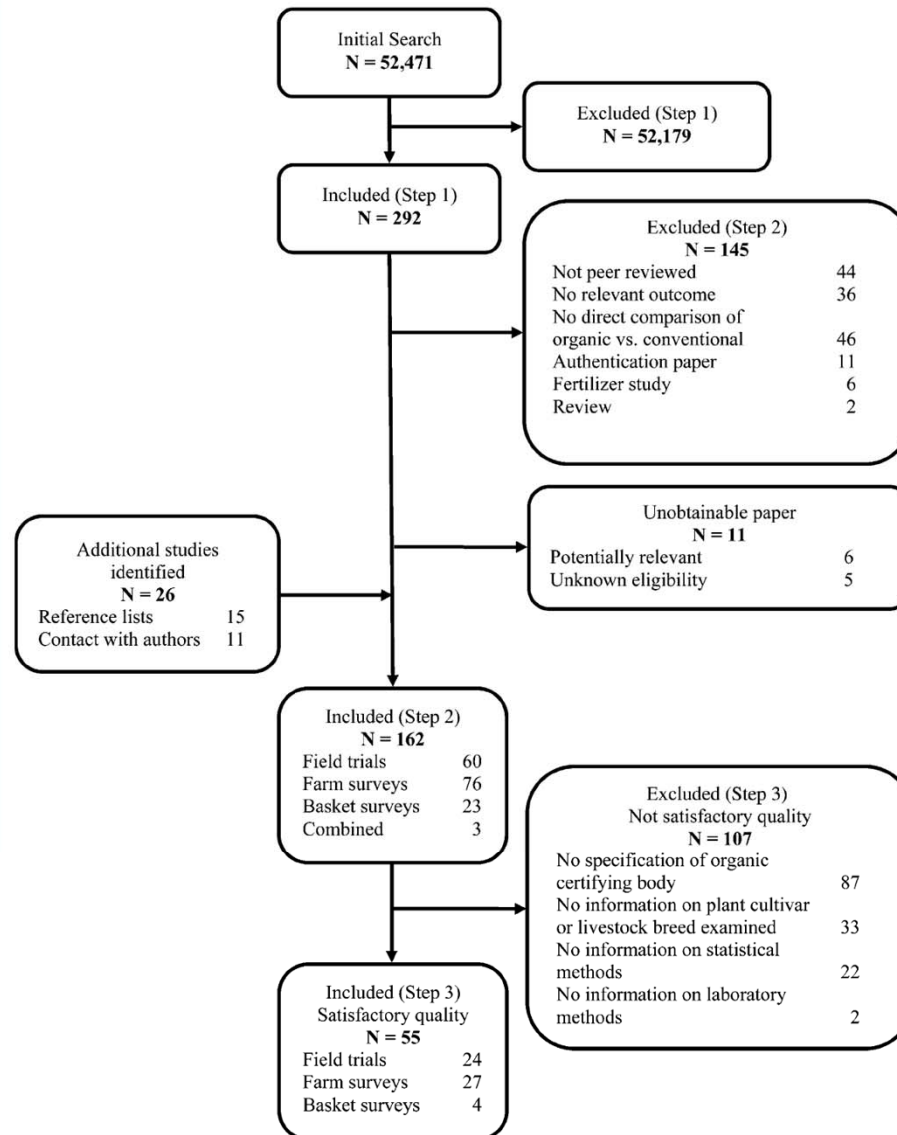 Initial Search
N = 52,471
Excluded (Step 1)
N = 52,179
Included (Step 1)
N = 292
Excluded (Step 2)
N = 145
Not peer reviewed 44
No relevant outcome 36
No direct comparison of
organic vs. conventional 46
Authentication paper 11
Fertilizer study 6
Review 2
Unobtainable paper
N = 11
Potentially relevant 6
Unknown eligibility 5
Additional studies
identified
N = 26
Reference lists 15
Contact with authors 11
Included (Step 2)
N = 162
Field trials 60
Farm surveys 76
Basket surveys 23
Combined 3
Excluded (Step 3)
Not satisfactory quality
N = 107
No specification of organic
certifying body 87
No information on plant cultivar
or livestock breed examined 33
No information on statistical
methods 22
No information on laboratory
methods 2
Included (Step 3)
Satisfactory quality
N = 55
Field trials 24
Farm surveys 27
Basket surveys 4